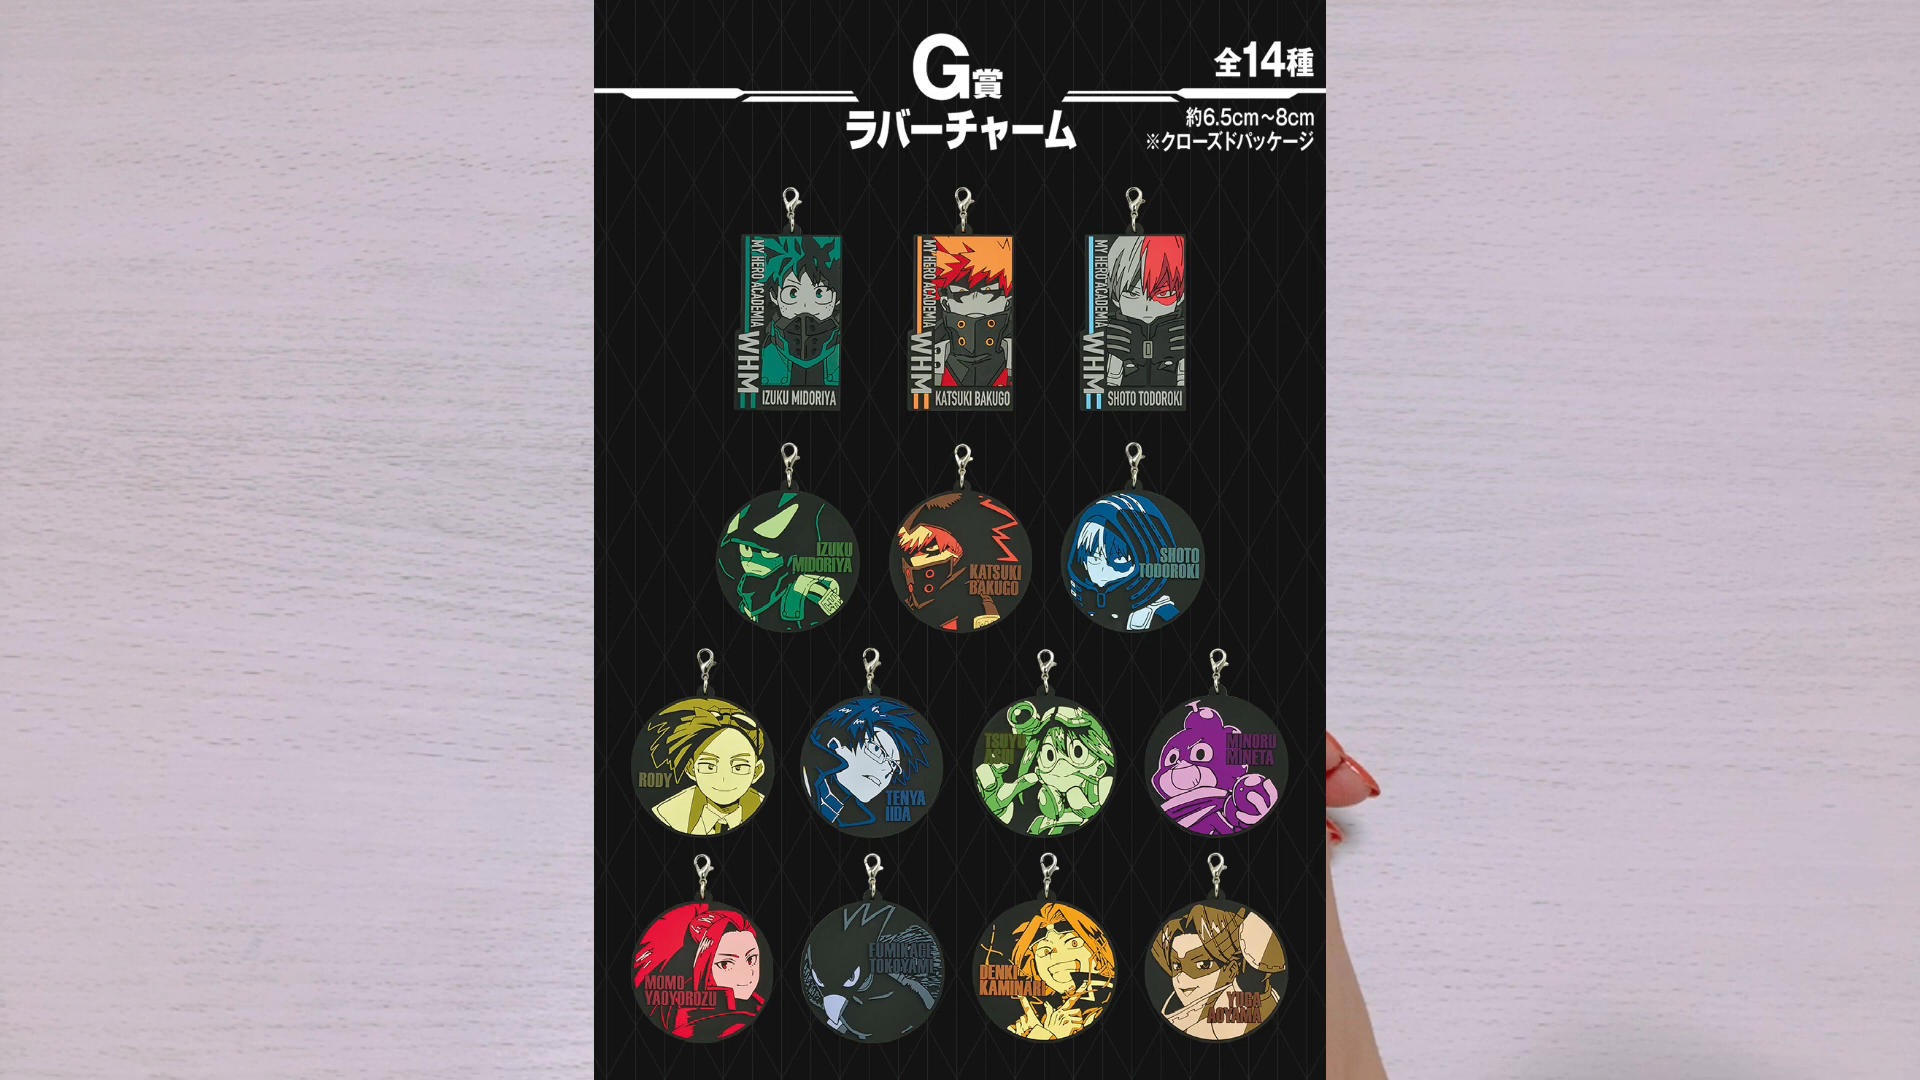 G賞
ラバーチャーム
全14種
約6.5cm～8cm
※クローズドパッケージ
MY HERO ACADEMIA
WHM
IZUKU MIDORIYA
MY HERO ACADEMIA
WHM
KATSUKI BAKUGO
MY HERO ACADEMIA
WHM
SHOTO TODOROKI
IZUKU
MIDORIYA
KATSUKI
BAKUGO
SHOTO
TODOROKI
RODY
TENYA
IIDA
TSUYU
ASUI
MINORU
MINETA
MOMO
YAOYOROZU
FUMIKAGE
TOKOYAMI
DENKI
KAMINARI
YUGA
AOYAMA